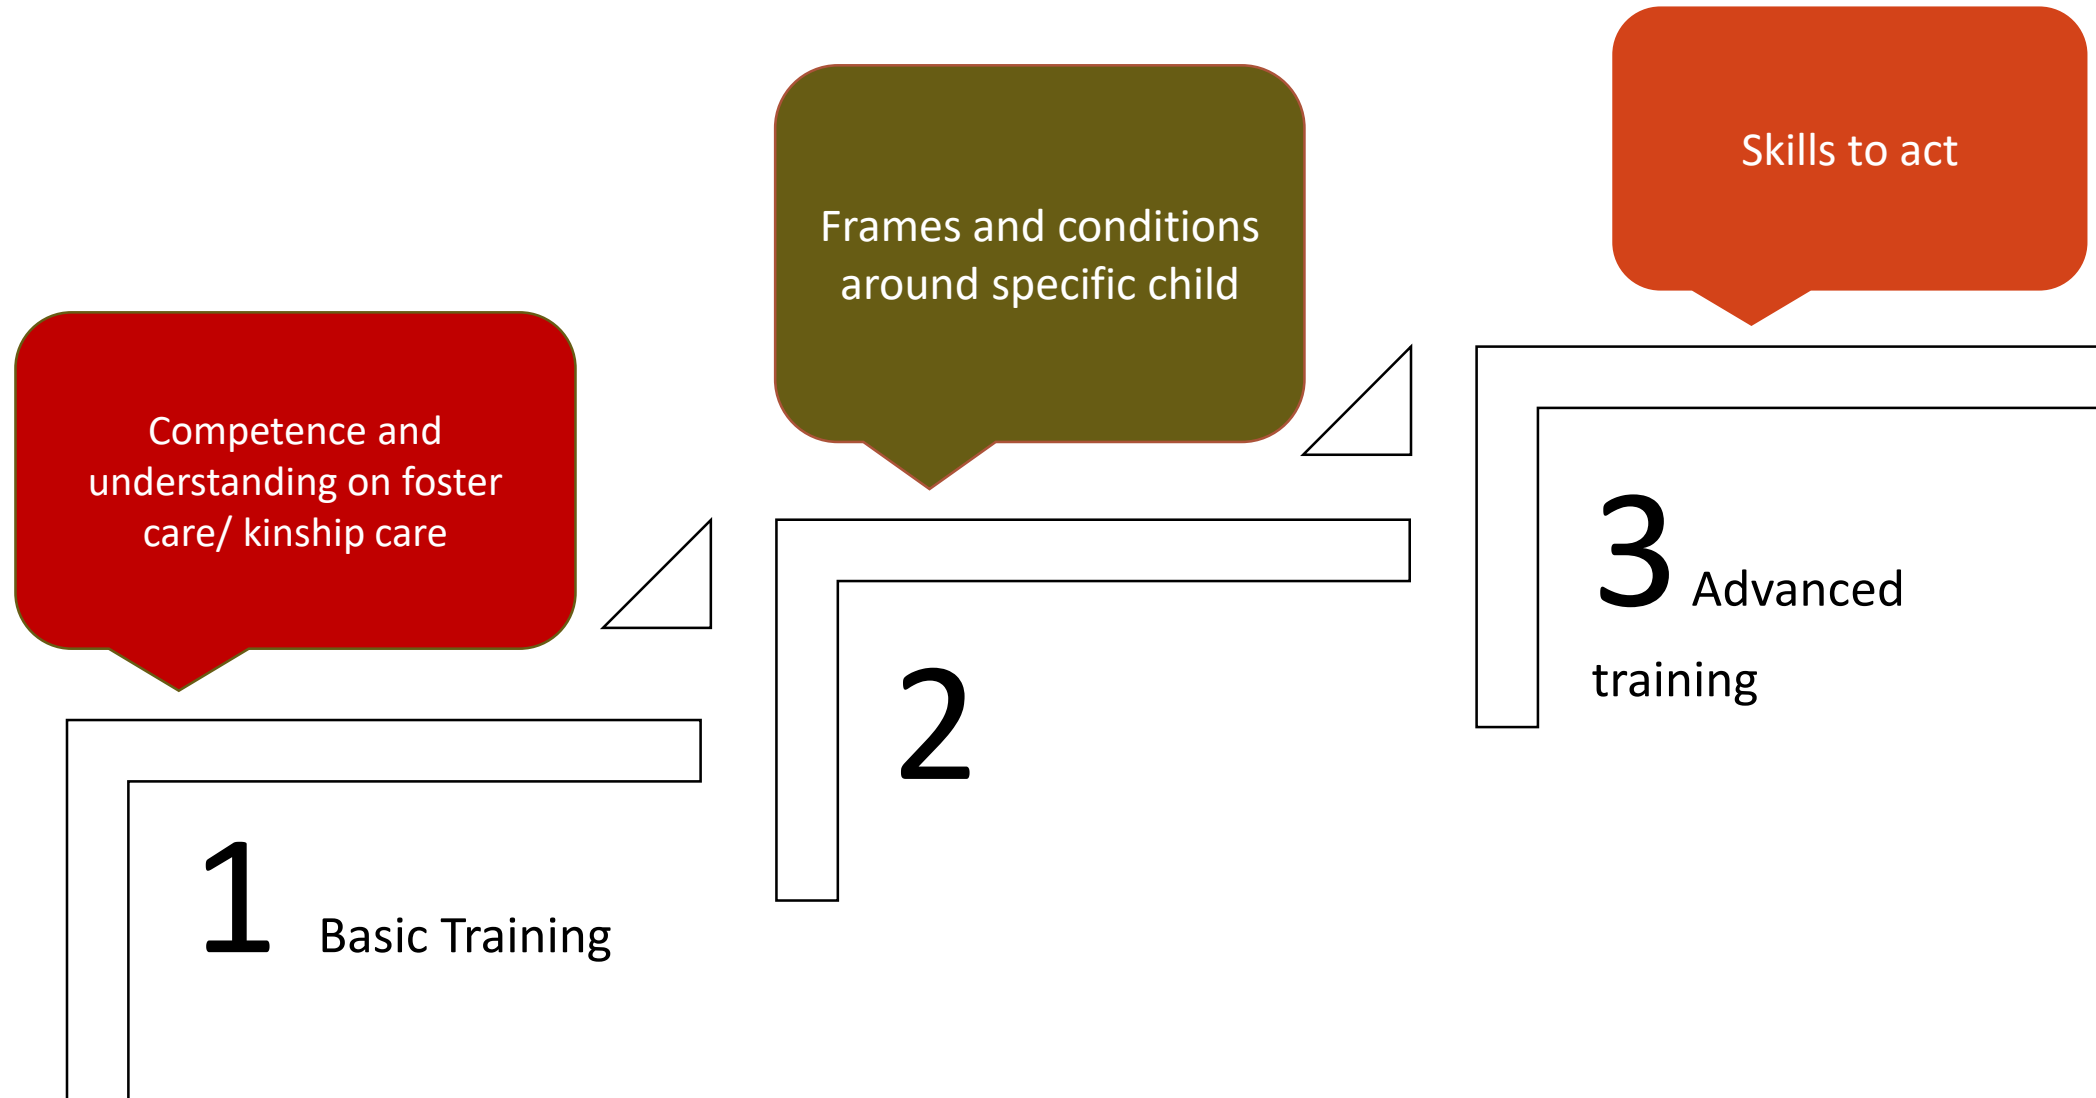 Competence and
understanding on foster
care/ kinship care
1 Basic Training
Frames and conditions
around specific child
2
Skills to act
3 Advanced
training